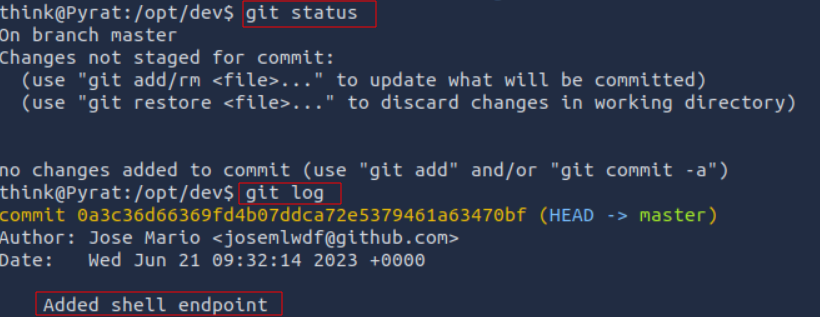 think@Pyrat:/opt/dev$ git status
On branch master
Changes not staged for commit:
  (use "git add/rm <file>..." to update what will be committed)
  (use "git restore <file>..." to discard changes in working directory)
no changes added to commit (use "git add" and/or "git commit -a")
think@Pyrat:/opt/dev$ git log
commit 0a3c36d66369fd4b07ddca72e5379461a63470bf (HEAD -> master)
Author: Jose Mario <josemlwdf@github.com>
Date:   Wed Jun 21 09:32:14 2023 +0000
    Added shell endpoint